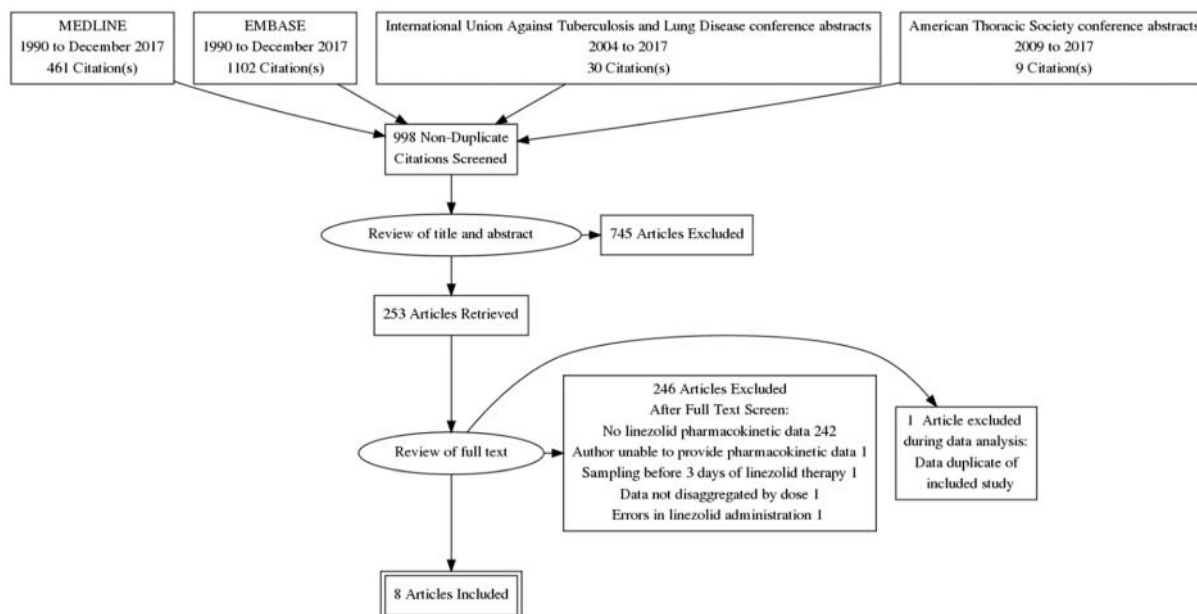 MEDLINE
1990 to December 2017
461 Citation(s)
EMBASE
1990 to December 2017
1102 Citation(s)
International Union Against Tuberculosis and Lung Disease conference abstracts
2004 to 2017
30 Citation(s)
American Thoracic Society conference abstracts
2009 to 2017
9 Citation(s)
998 Non-Duplicate
Citations Screened
Review of title and abstract
745 Articles Excluded
253 Articles Retrieved
Review of full text
246 Articles Excluded
After Full Text Screen:
No linezolid pharmacokinetic data 242
Author unable to provide pharmacokinetic data 1
Sampling before 3 days of linezolid therapy 1
Data not disaggregated by dose 1
Errors in linezolid administration 1
1 Article excluded
during data analysis:
Data duplicate of
included study
8 Articles Included